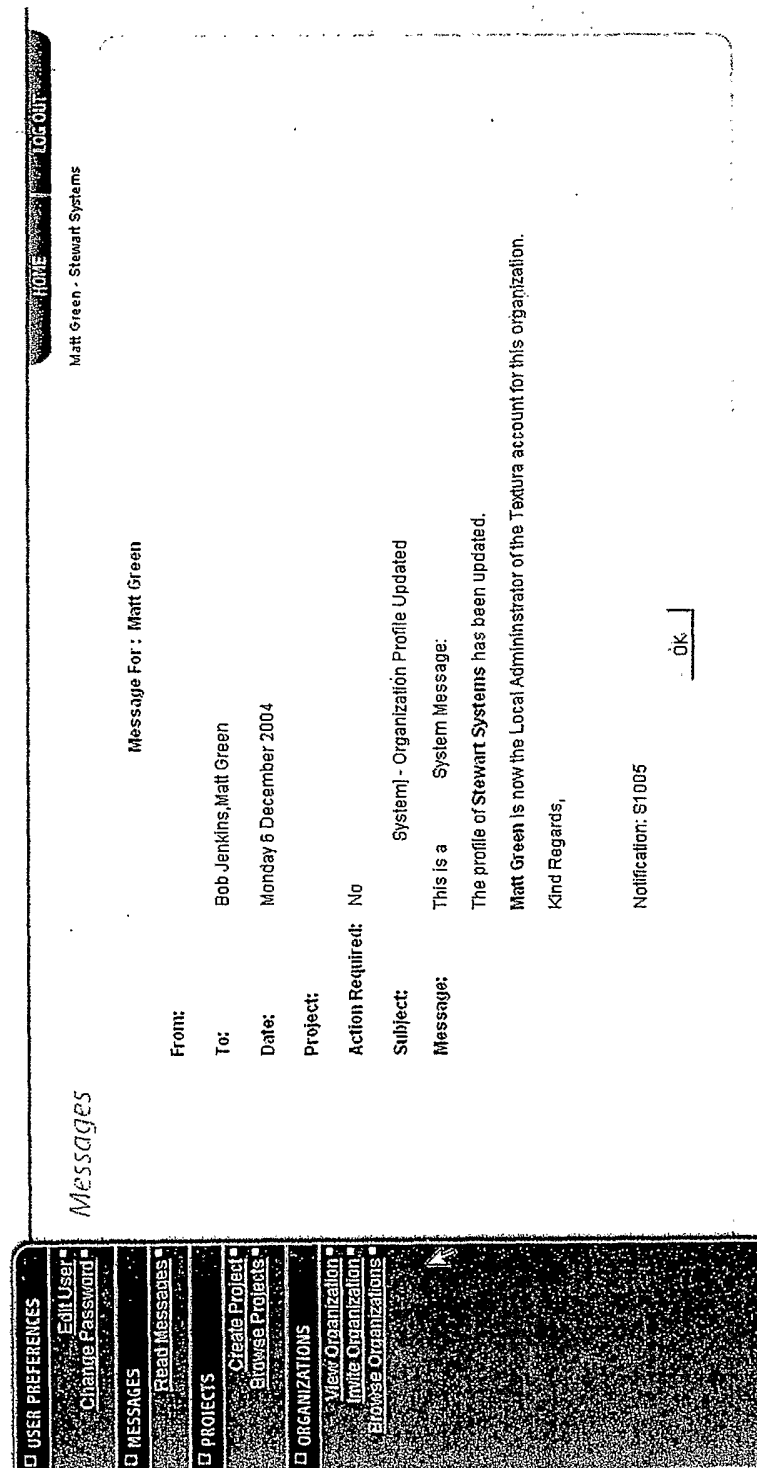 HOME
LOG OUT
Matt Green - Stewart Systems
USER PREFERENCES
Edit User
Change Password
MESSAGES
Read Messages
PROJECTS
Create Project
Browse Projects
ORGANIZATIONS
View Organization
Invite Organization
Browse Organizations
Messages
Message For : Matt Green
From:
To: Bob Jenkins,Matt Green
Date: Monday 6 December 2004
Project:
Action Required: No
Subject: System] - Organization Profile Updated
Message: This is a System Message:
The profile of Stewart Systems has been updated.
Matt Green is now the Local Admininstrator of the Textura account for this organization.
Kind Regards,
Notification: S1005
OK